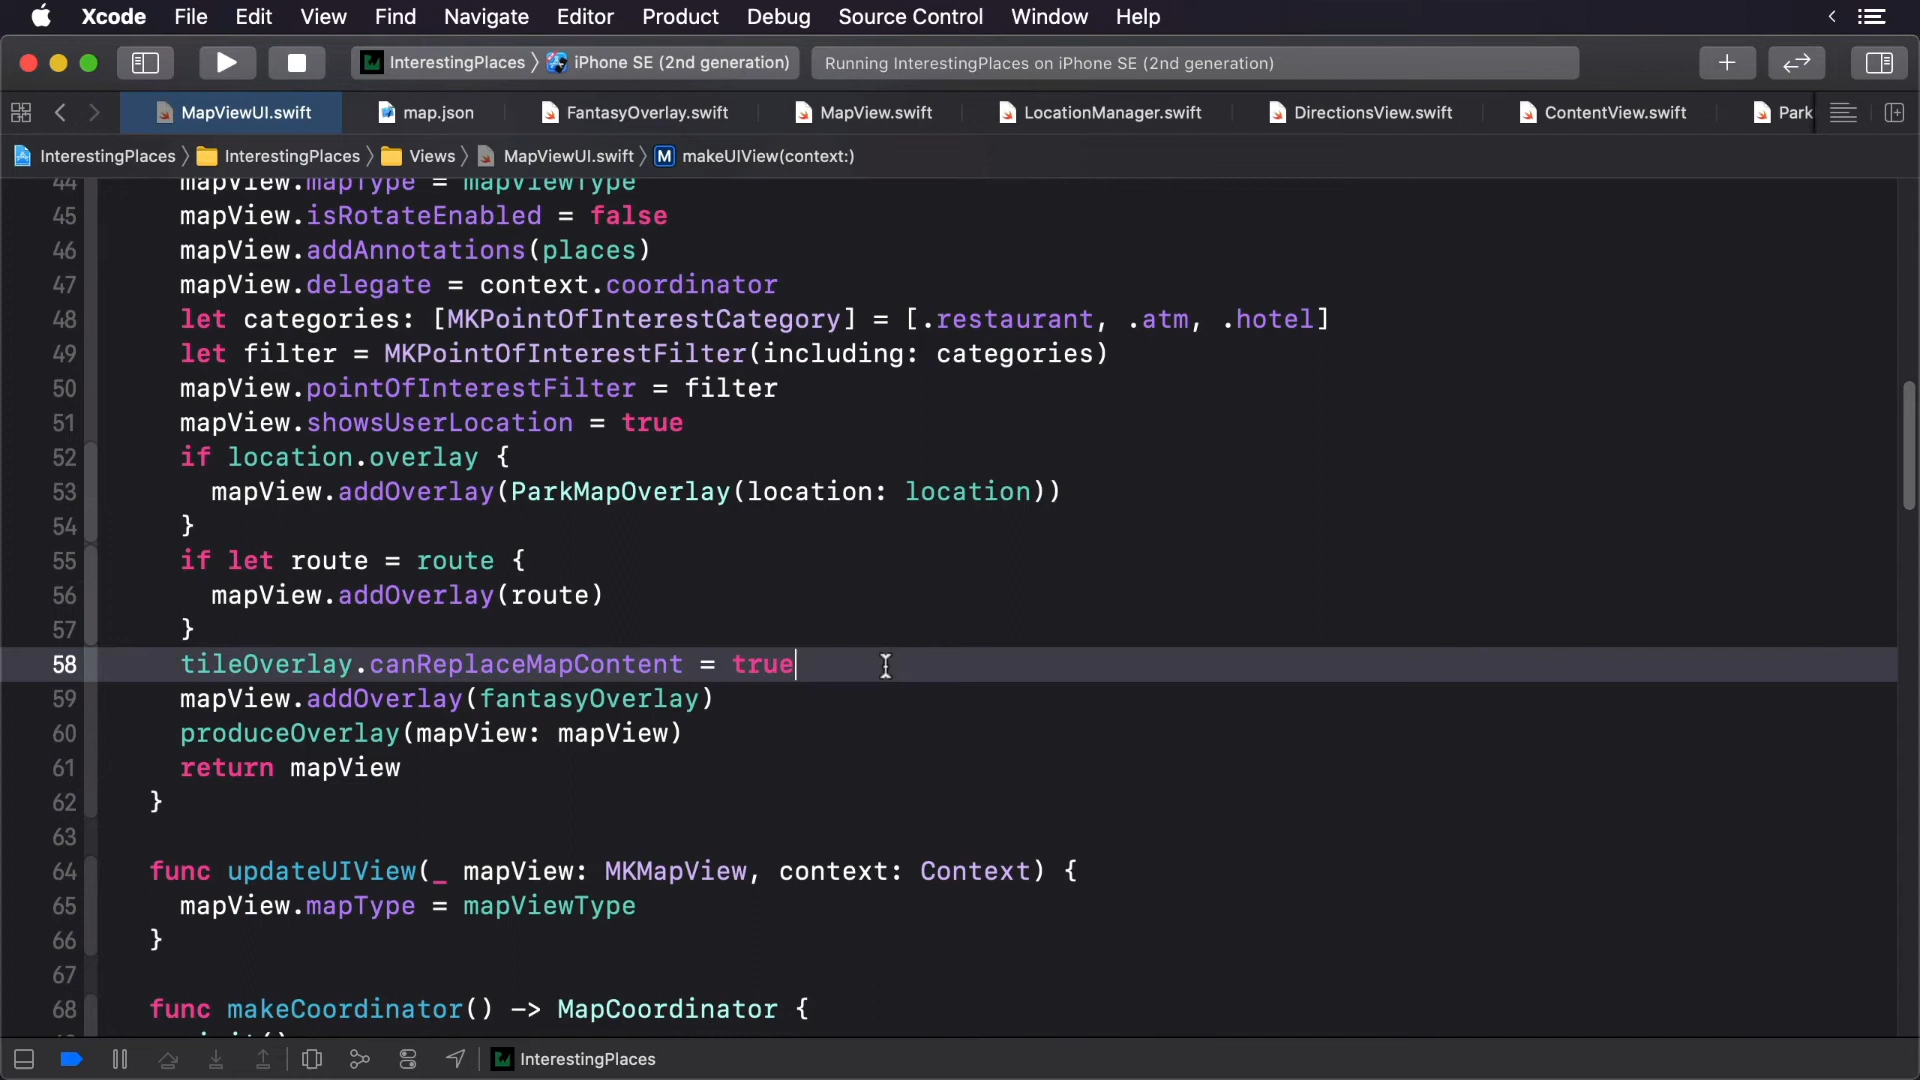 Xcode File Edit View Find Navigate Editor Product Debug Source Control Window Help
InterestingPlaces iPhone SE (2nd generation) Running InterestingPlaces on iPhone SE (2nd generation)
MapViewUI.swift map.json FantasyOverlay.swift MapView.swift LocationManager.swift DirectionsView.swift ContentView.swift Park
InterestingPlaces InterestingPlaces Views MapViewUI.swift M makeUIView(context:)
44 mapView.mapType = mapViewType
45 mapView.isRotateEnabled = false
46 mapView.addAnnotations(places)
47 mapView.delegate = context.coordinator
48 let categories: [MKPointOfInterestCategory] = [.restaurant, .atm, .hotel]
49 let filter = MKPointOfInterestFilter(including: categories)
50 mapView.pointOfInterestFilter = filter
51 mapView.showsUserLocation = true
52 if location.overlay {
53 mapView.addOverlay(ParkMapOverlay(location: location))
54 }
55 if let route = route {
56 mapView.addOverlay(route)
57 }
58 tileOverlay.canReplaceMapContent = true
59 mapView.addOverlay(fantasyOverlay)
60 produceOverlay(mapView: mapView)
61 return mapView
62 }
63
64 func updateUIView(_ mapView: MKMapView, context: Context) {
65 mapView.mapType = mapViewType
66 }
67
68 func makeCoordinator() -> MapCoordinator {
InterestingPlaces